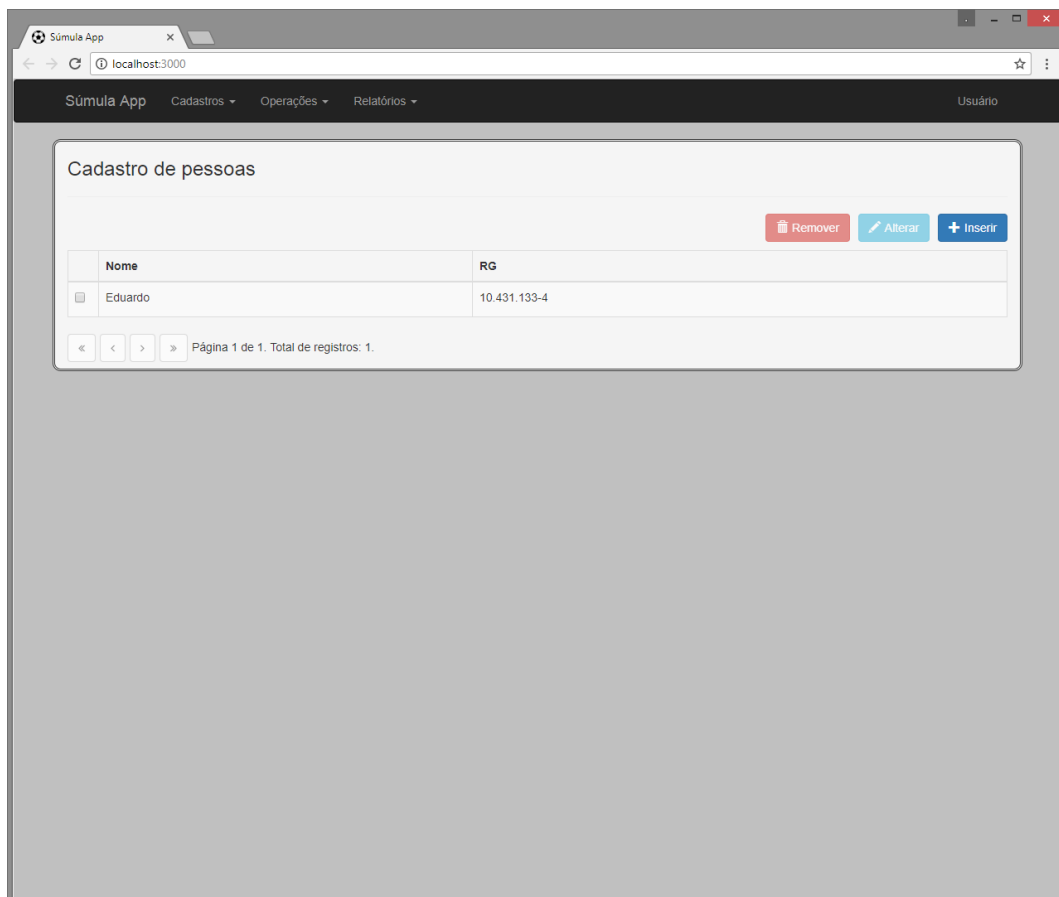 Súmula App
localhost:3000
Súmula App Cadastros Operações Relatórios Usuário
Cadastro de pessoas
Remover Alterar Inserir
Nome RG
Eduardo 10.431.133-4
« ‹ › » Página 1 de 1. Total de registros: 1.